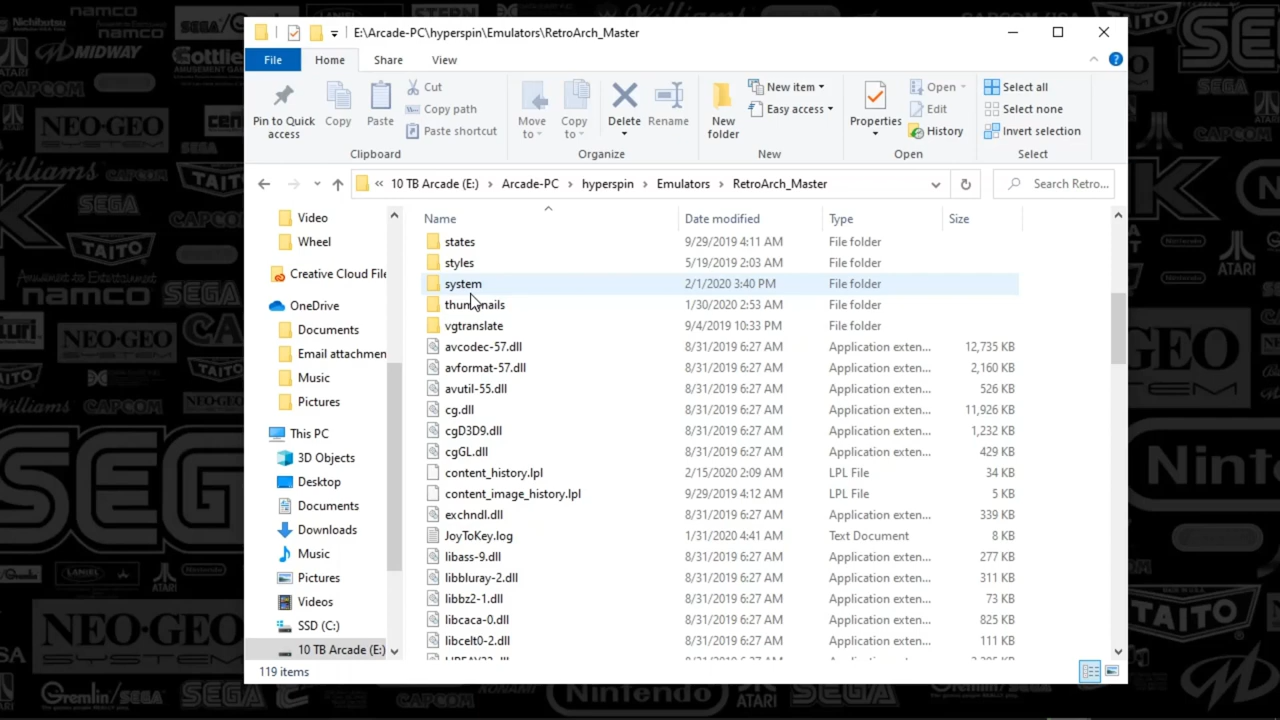 E:\Arcade-PC\hyperspin\Emulators\RetroArch_Master
File Home Share View
Pin to Quick access
Copy
Paste
Cut
Copy path
Paste shortcut
Clipboard
Move to
Copy to
Delete
Rename
Organize
New folder
New item
Easy access
New
Properties
Open
Edit
History
Open
Select all
Select none
Invert selection
Select
« 10 TB Arcade (E:) > Arcade-PC > hyperspin > Emulators > RetroArch_Master
Search Retro...
Video
Wheel
Creative Cloud File
OneDrive
Documents
Email attachmen
Music
Pictures
This PC
3D Objects
Desktop
Documents
Downloads
Music
Pictures
Videos
SSD (C:)
10 TB Arcade (E:)
Name Date modified Type Size
states 9/29/2019 4:11 AM File folder
styles 5/19/2019 2:03 AM File folder
system 2/1/2020 3:40 PM File folder
thumbnails 1/30/2020 2:53 AM File folder
vgtranslate 9/4/2019 10:33 PM File folder
avcodec-57.dll 8/31/2019 6:27 AM Application exten... 12,735 KB
avformat-57.dll 8/31/2019 6:27 AM Application exten... 2,160 KB
avutil-55.dll 8/31/2019 6:27 AM Application exten... 526 KB
cg.dll 8/31/2019 6:27 AM Application exten... 11,926 KB
cgD3D9.dll 8/31/2019 6:27 AM Application exten... 1,232 KB
cgGL.dll 8/31/2019 6:27 AM Application exten... 429 KB
content_history.lpl 2/15/2020 2:09 AM LPL File 34 KB
content_image_history.lpl 9/29/2019 4:12 AM LPL File 5 KB
exchndl.dll 8/31/2019 6:27 AM Application exten... 339 KB
JoyToKey.log 1/31/2020 4:41 AM Text Document 8 KB
libass-9.dll 8/31/2019 6:27 AM Application exten... 277 KB
libbluray-2.dll 8/31/2019 6:27 AM Application exten... 311 KB
libbz2-1.dll 8/31/2019 6:27 AM Application exten... 73 KB
libcaca-0.dll 8/31/2019 6:27 AM Application exten... 825 KB
libcelt0-2.dll 8/31/2019 6:27 AM Application exten... 111 KB
119 items
Nichibutsu
namco
SEGA
Williams
TAITO
MIDWAY
Gottlieb
CAPCOM
ATARI
NEO-GEO
SYSTEM
Nintendo
KONAMI
Gremlin/SEGA